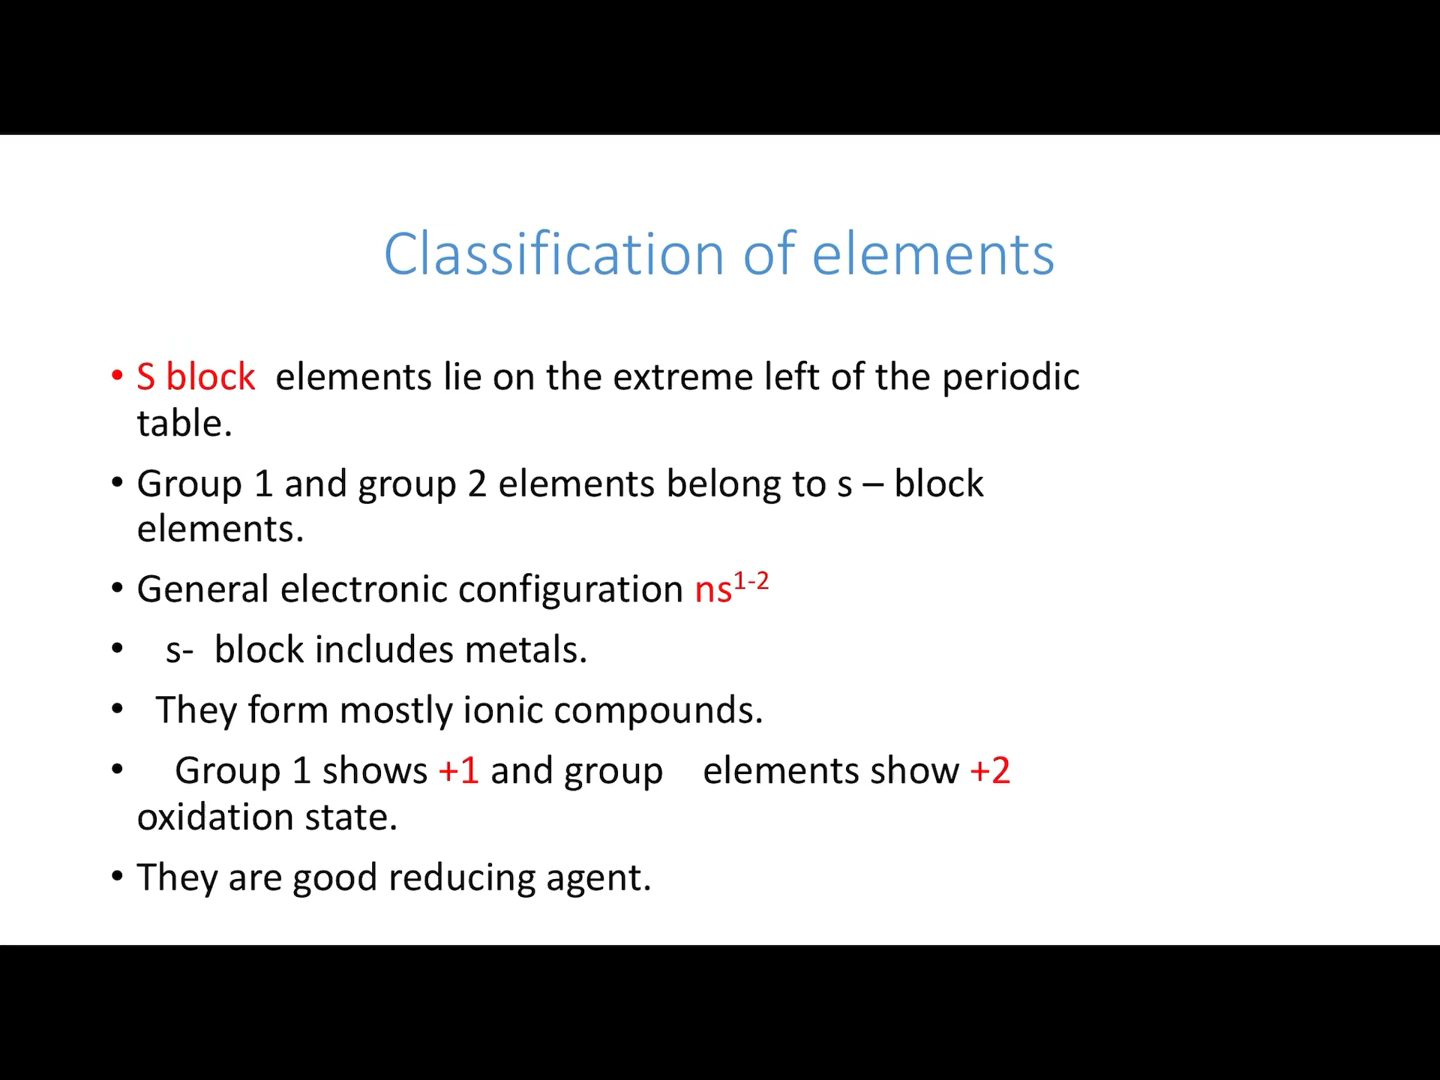 Classification of elements
• S block elements lie on the extreme left of the periodic
table.
• Group 1 and group 2 elements belong to s – block
elements.
• General electronic configuration ns¹⁻²
• s- block includes metals.
• They form mostly ionic compounds.
• Group 1 shows +1 and group elements show +2
oxidation state.
• They are good reducing agent.